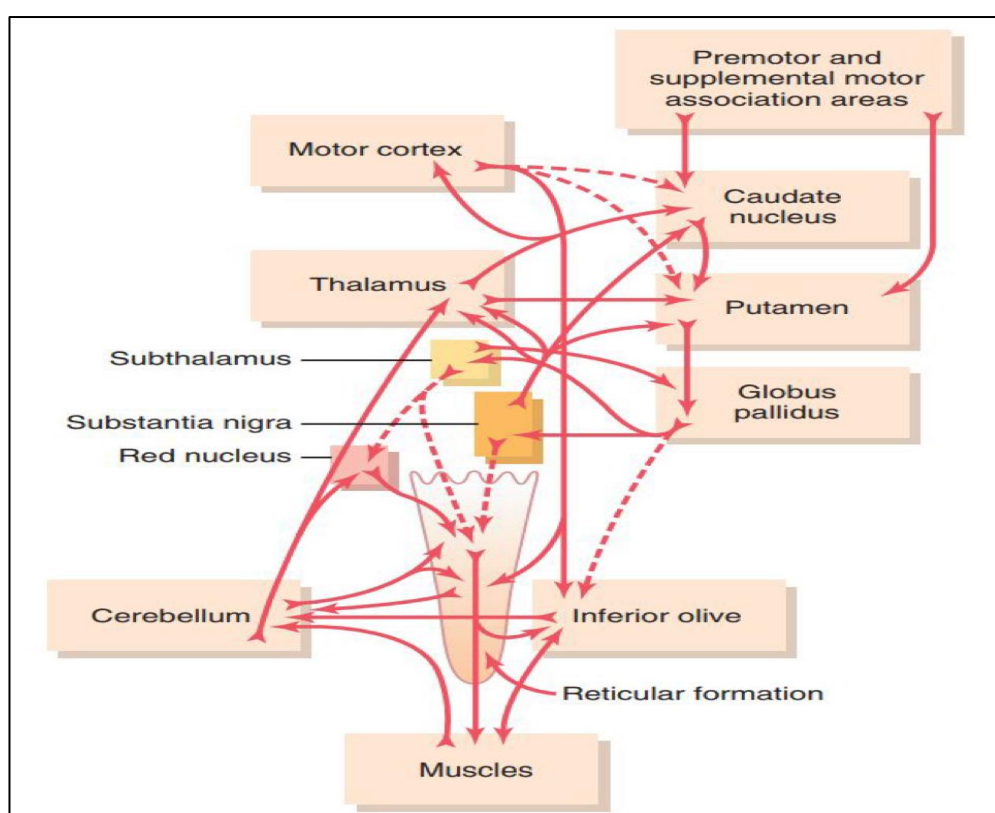 Premotor and
supplemental motor
association areas
Motor cortex
Caudate
nucleus
Thalamus
Putamen
Subthalamus
Globus
pallidus
Substantia nigra
Red nucleus
Cerebellum
Inferior olive
Reticular formation
Muscles